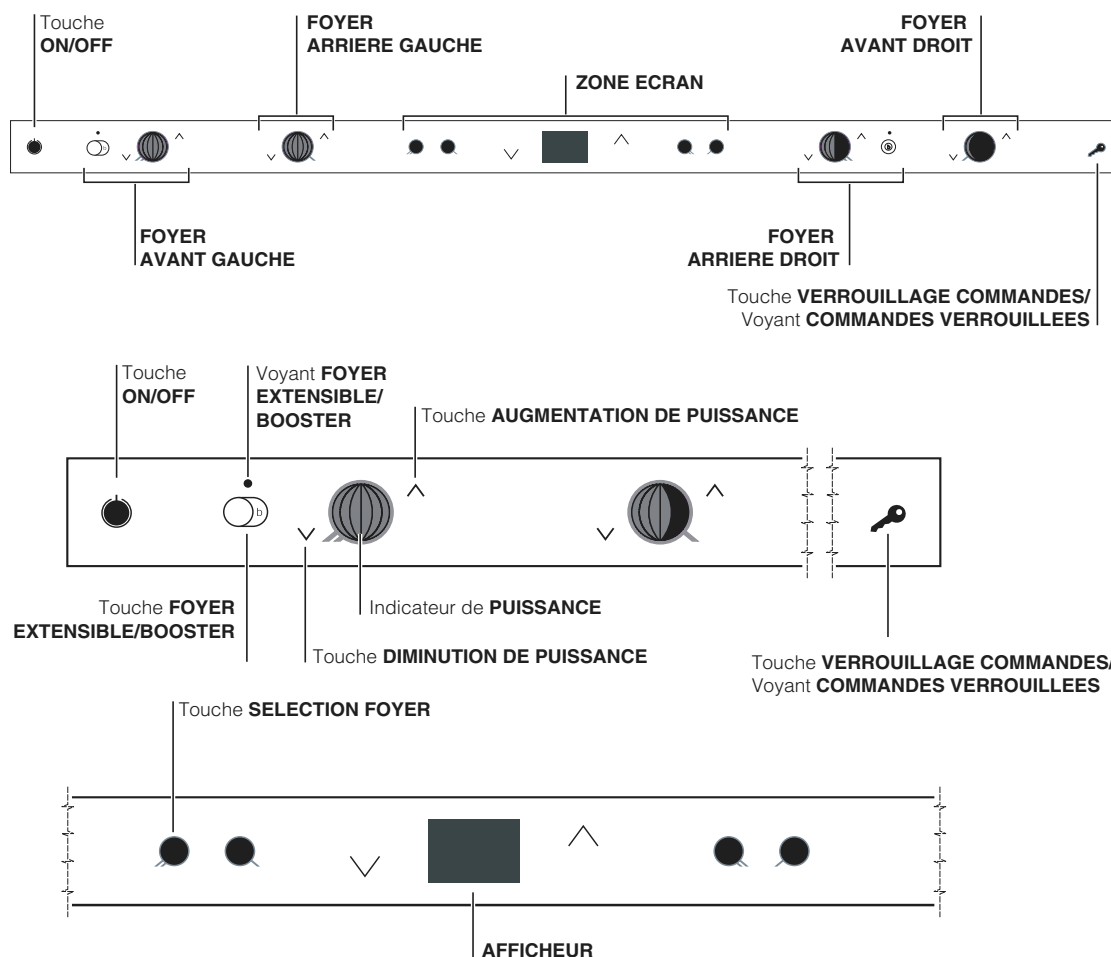 Touche
ON/OFF
FOYER
ARRIERE GAUCHE
ZONE ECRAN
FOYER
AVANT DROIT
b
FOYER
AVANT GAUCHE
FOYER
ARRIERE DROIT
Touche VERROUILLAGE COMMANDES/
Voyant COMMANDES VERROUILLEES
Touche
ON/OFF
Voyant FOYER
EXTENSIBLE/
BOOSTER
Touche AUGMENTATION DE PUISSANCE
b
Touche FOYER
EXTENSIBLE/BOOSTER
Indicateur de PUISSANCE
Touche DIMINUTION DE PUISSANCE
Touche VERROUILLAGE COMMANDES/
Voyant COMMANDES VERROUILLEES
Touche SELECTION FOYER
AFFICHEUR